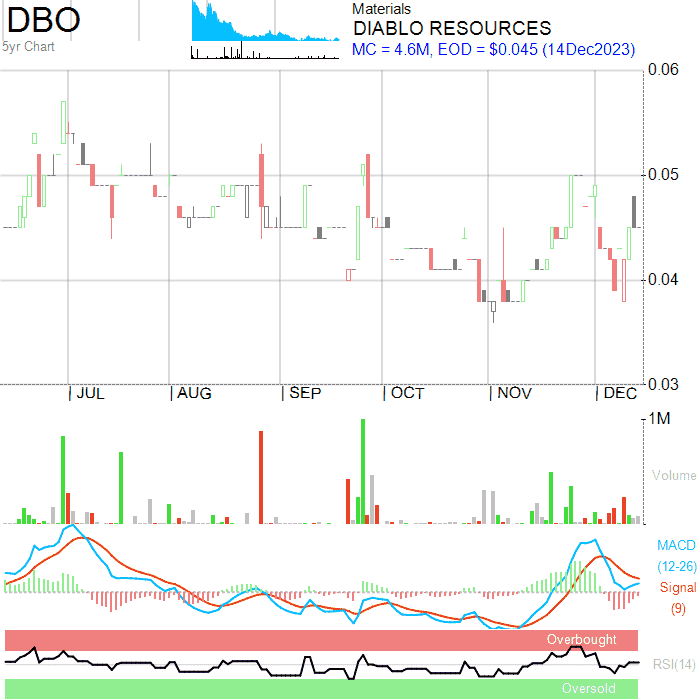 DBO
5yr Chart
Materials
DIABLO RESOURCES
MC = 4.6M, EOD = $0.045 (14Dec2023)
0.06
0.05
0.04
0.03
JUL AUG SEP OCT NOV DEC
1M
Volume
MACD
(12-26)
Signal
(9)
Overbought
RSI(14)
Oversold